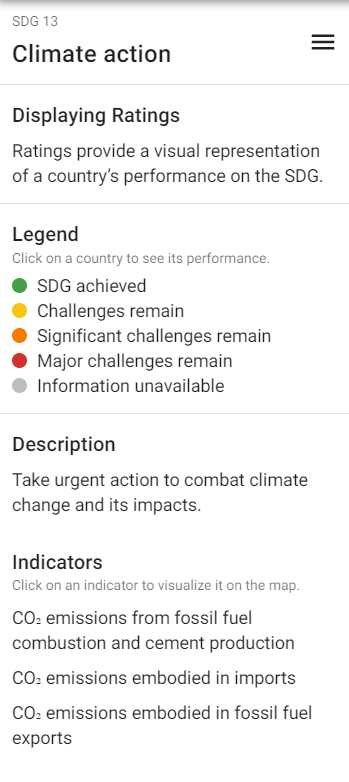 SDG 13
Climate action
Displaying Ratings
Ratings provide a visual representation
of a country’s performance on the SDG.
Legend
Click on a country to see its performance.
SDG achieved
Challenges remain
Significant challenges remain
Major challenges remain
Information unavailable
Description
Take urgent action to combat climate
change and its impacts.
Indicators
Click on an indicator to visualize it on the map.
CO₂ emissions from fossil fuel
combustion and cement production
CO₂ emissions embodied in imports
CO₂ emissions embodied in fossil fuel
exports